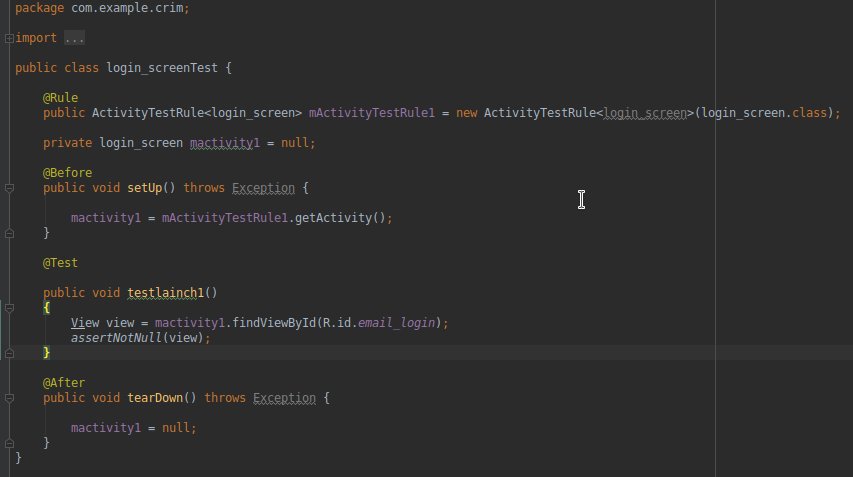 package com.example.crim;
import ...
public class login_screenTest {
@Rule
public ActivityTestRule<login_screen> mActivityTestRule1 = new ActivityTestRule<login_screen>(login_screen.class);
private login_screen mactivity1 = null;
@Before
public void setUp() throws Exception {
mactivity1 = mActivityTestRule1.getActivity();
}
@Test
public void testlainch1()
{
View view = mactivity1.findViewById(R.id.email_login);
assertNotNull(view);
}
@After
public void tearDown() throws Exception {
mactivity1 = null;
}
}